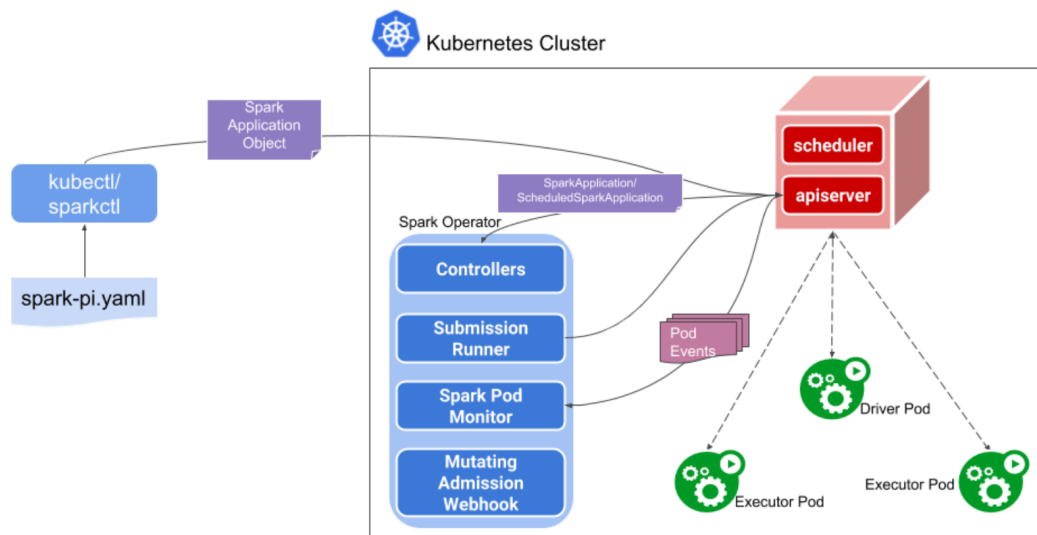 Kubernetes Cluster
Spark
Application
Object
kubectl/
sparkctl
spark-pi.yaml
SparkApplication/
ScheduledSparkApplication
Spark Operator
Controllers
Submission
Runner
Spark Pod
Monitor
Mutating
Admission
Webhook
scheduler
apiserver
Pod
Events
Driver Pod
Executor Pod
Executor Pod